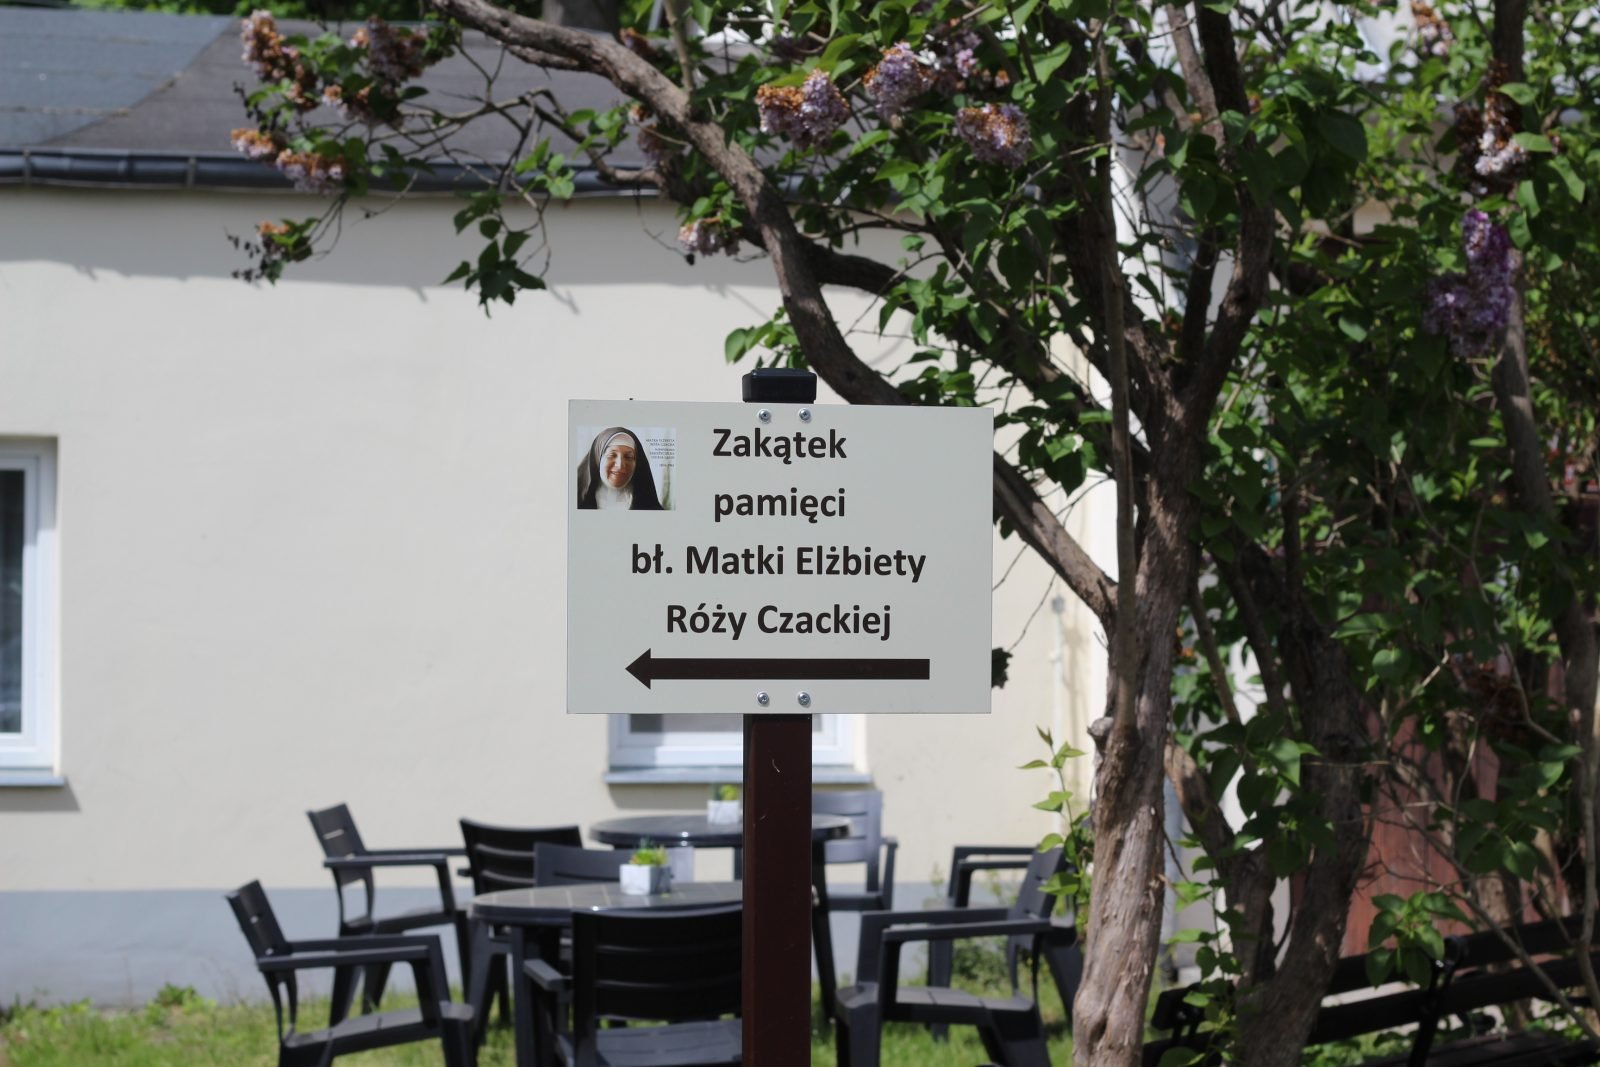 Zakątek
pamięci
bł. Matki Elżbiety
Róży Czackiej